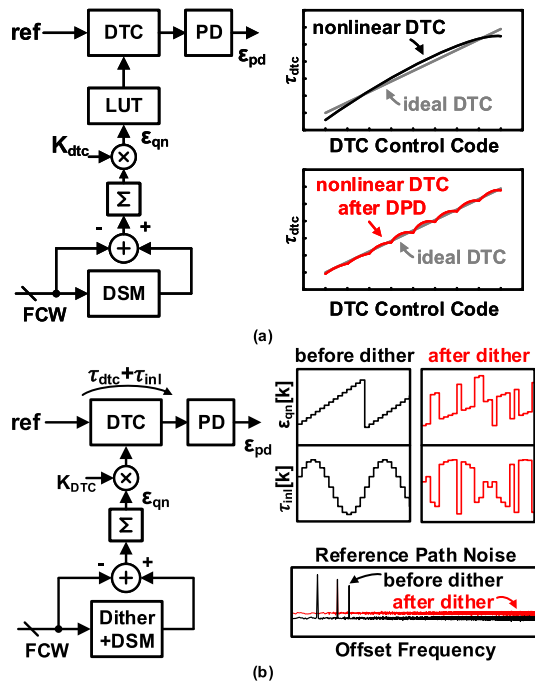 ref
DTC
PD
εpd
LUT
Kdtc
×
εqn
Σ
-
+
+
DSM
FCW
nonlinear DTC
ideal DTC
τdtc
DTC Control Code
nonlinear DTC
after DPD
ideal DTC
τdtc
DTC Control Code
(a)
τdtc+τinl
ref
DTC
PD
εpd
KDTC
×
εqn
Σ
-
+
+
Dither
+DSM
FCW
before dither
after dither
εqn[k]
τinl[k]
Reference Path Noise
before dither
after dither
Offset Frequency
(b)